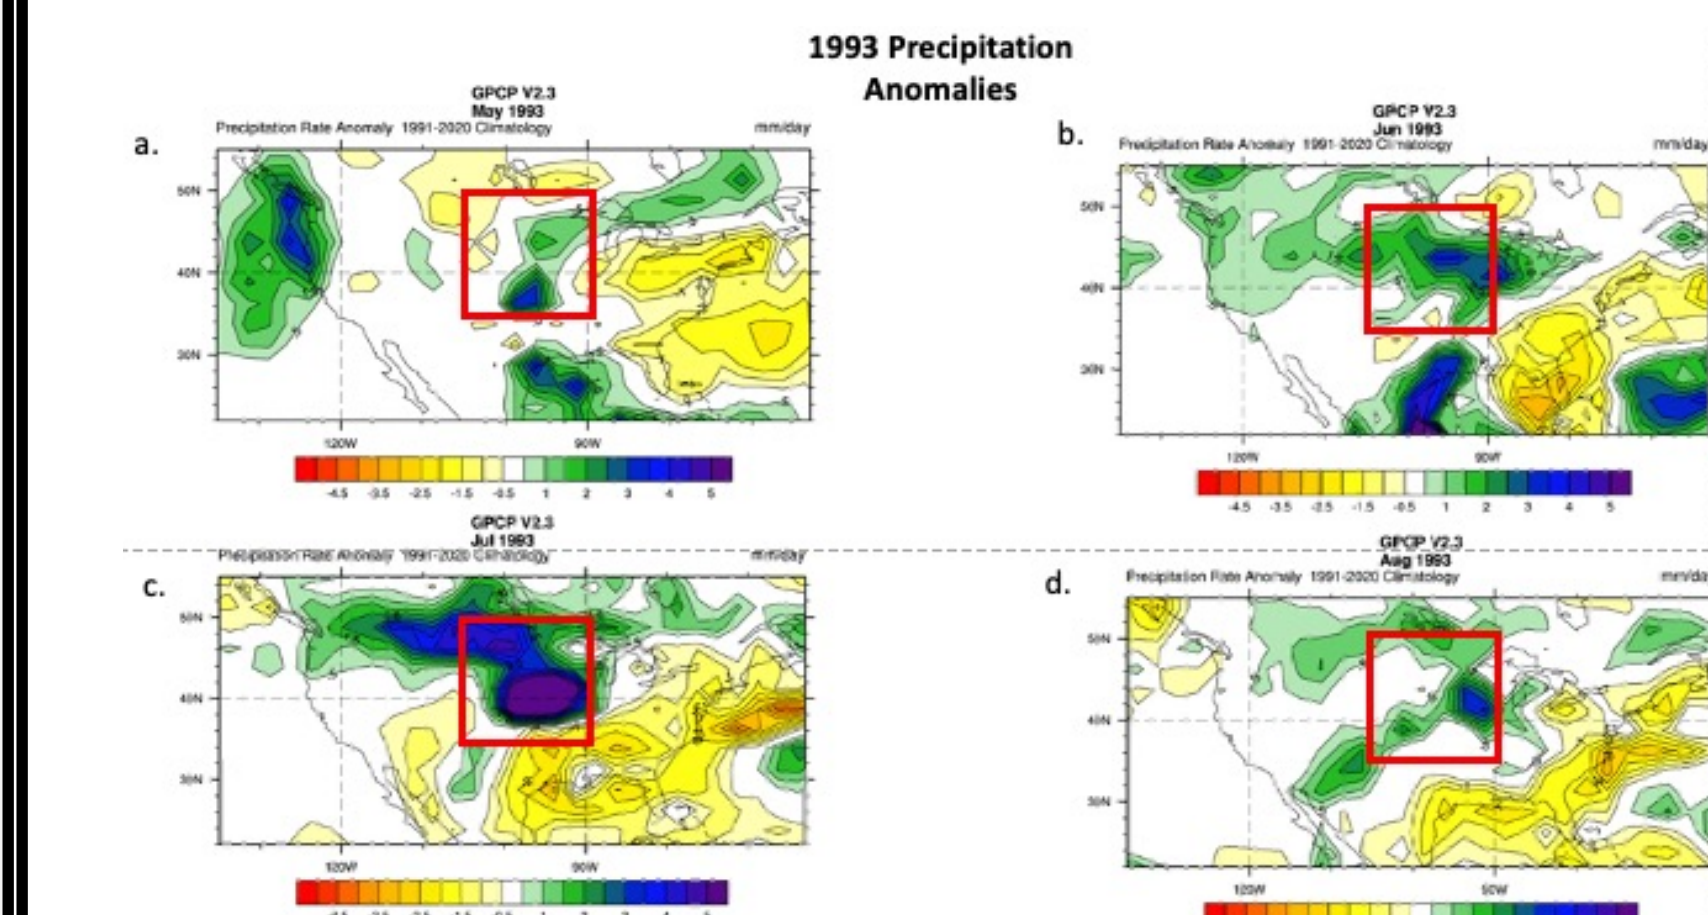 1993 Precipitation
Anomalies
a.
GPCP V2.3
May 1993
Precipitation Rate Anomaly 1991-2020 Climatology mm/day
50N
40N
30N
120W 90W
-4.5 -3.5 -2.5 -1.5 -0.5 1 2 3 4 5
b.
GPCP V2.3
Jun 1993
Precipitation Rate Anomaly 1991-2020 Climatology mm/day
50N
40N
30N
120W 90W
-4.5 -3.5 -2.5 -1.5 -0.5 1 2 3 4 5
c.
GPCP V2.3
Jul 1993
Precipitation Rate Anomaly 1991-2020 Climatology mm/day
50N
40N
30N
120W 90W
d.
GPCP V2.3
Aug 1993
Precipitation Rate Anomaly 1991-2020 Climatology mm/da
50N
40N
30N
120W 90W